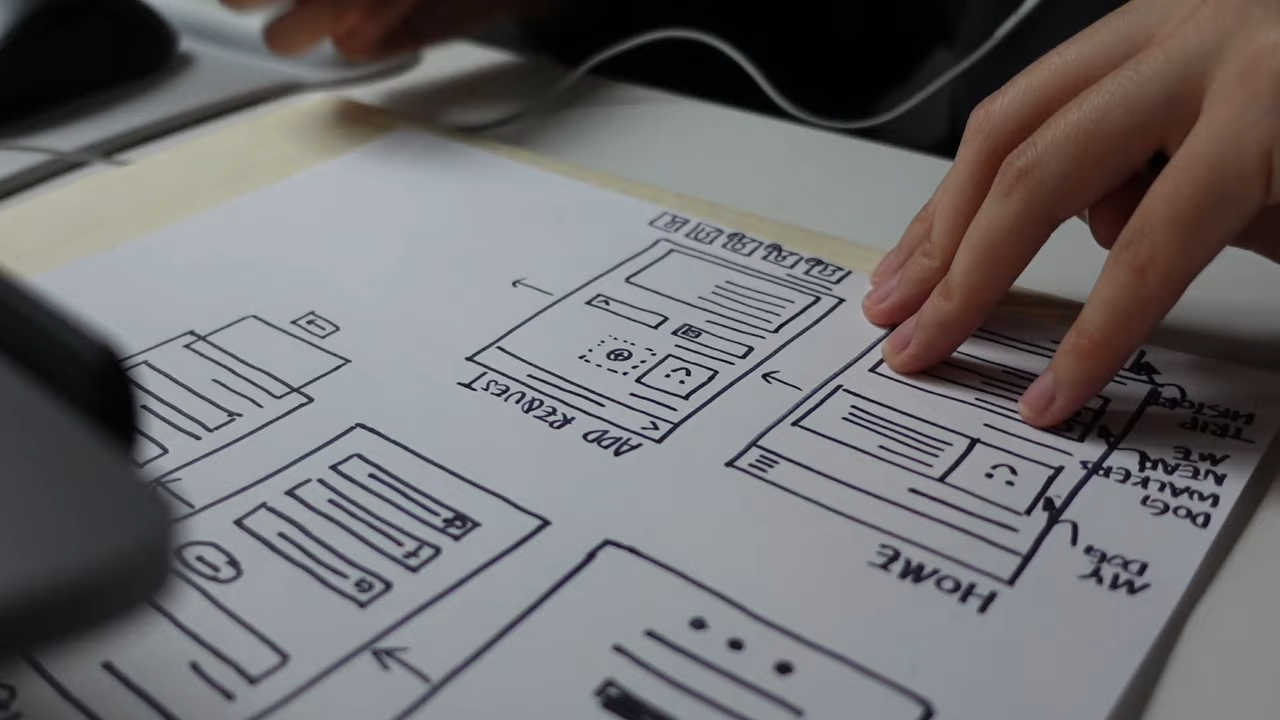 HOME
MY
DOG
DOG
WALKERS
NEAR
ME
TRIP
HISTORY
ADD REQUEST